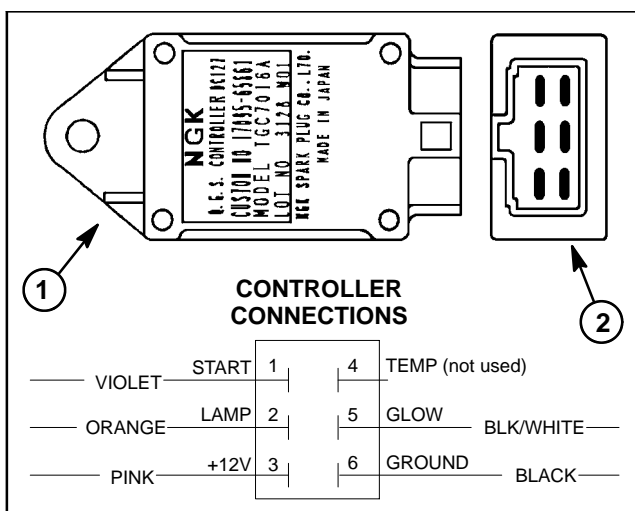 NGK
Q.G.S. CONTROLLER DC12V
CUSTOM NO 17095-65661
MODEL TGC7016A
LOT NO 3126 NO1
NGK SPARK PLUG CO., LTD.
MADE IN JAPAN
1
2
CONTROLLER
CONNECTIONS
VIOLET START 1 4 TEMP (not used)
ORANGE LAMP 2 5 GLOW BLK/WHITE
PINK +12V 3 6 GROUND BLACK